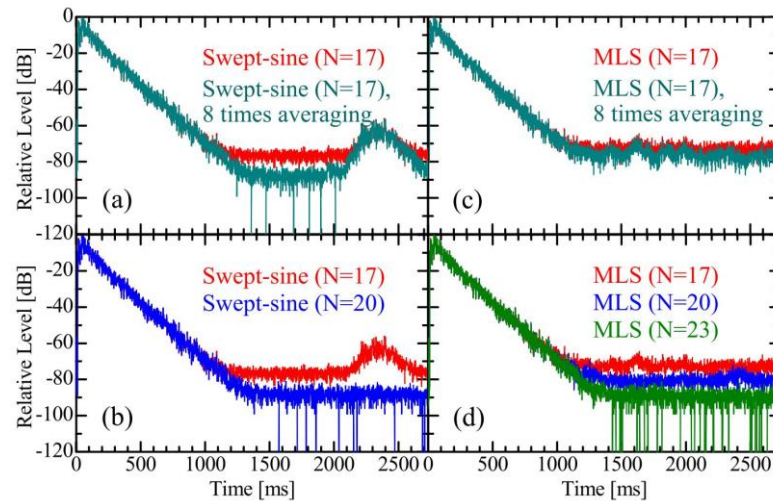 0
-20
-40
-60
-80
-100
-120
Relative Level [dB]
Swept-sine (N=17)
Swept-sine (N=17),
8 times averaging
(a)
MLS (N=17)
MLS (N=17),
8 times averaging
(c)
-20
-40
-60
-80
-100
-120
Relative Level [dB]
Swept-sine (N=17)
Swept-sine (N=20)
(b)
MLS (N=17)
MLS (N=20)
MLS (N=23)
(d)
0 500 1000 1500 2000 2500
500 1000 1500 2000 2500
Time [ms]
Time [ms]